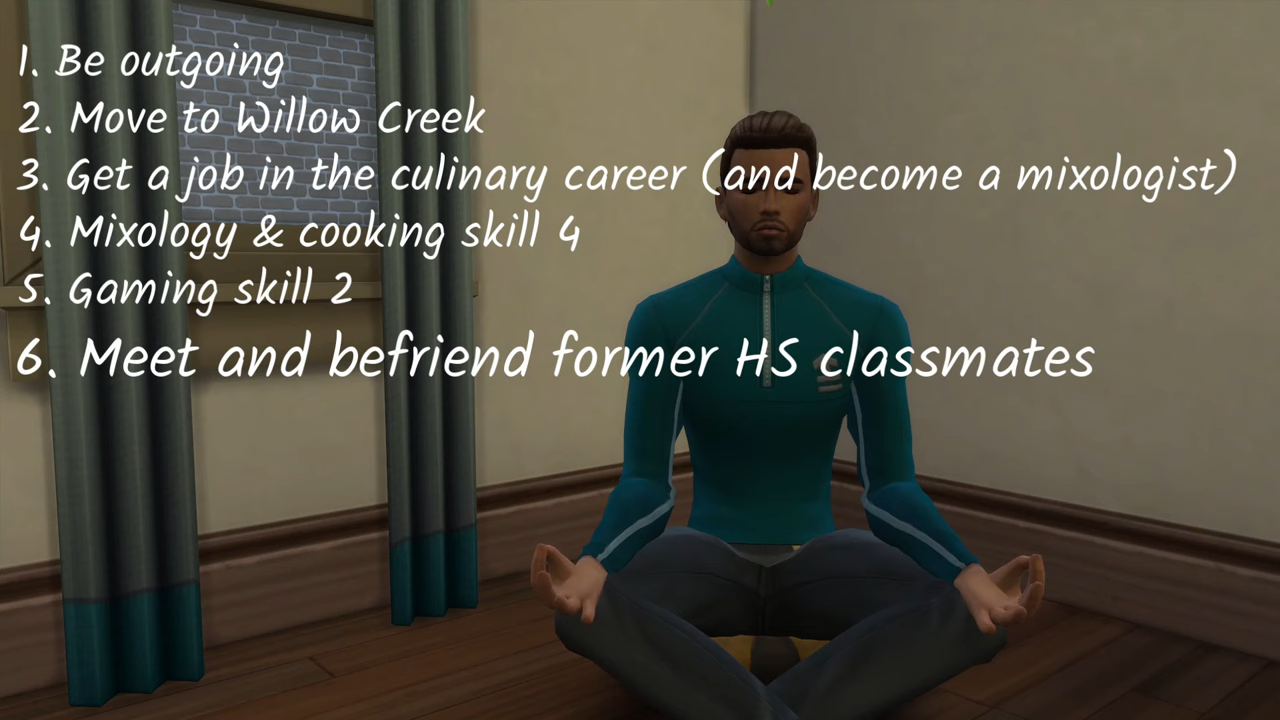 1. Be outgoing
2. Move to Willow Creek
3. Get a job in the culinary career (and become a mixologist)
4. Mixology & cooking skill 4
5. Gaming skill 2
6. Meet and befriend former HS classmates